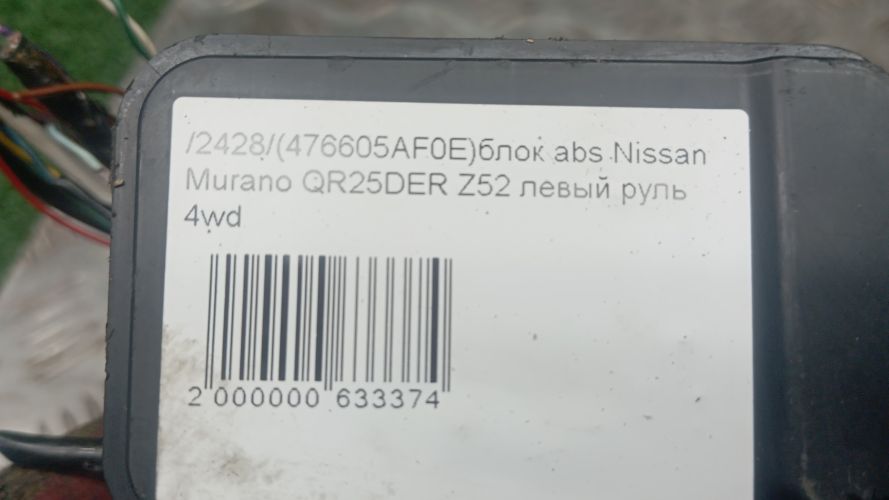 /2428/(476605AF0E)блок abs Nissan
Murano QR25DER Z52 левый руль
4wd
2 000000 633374